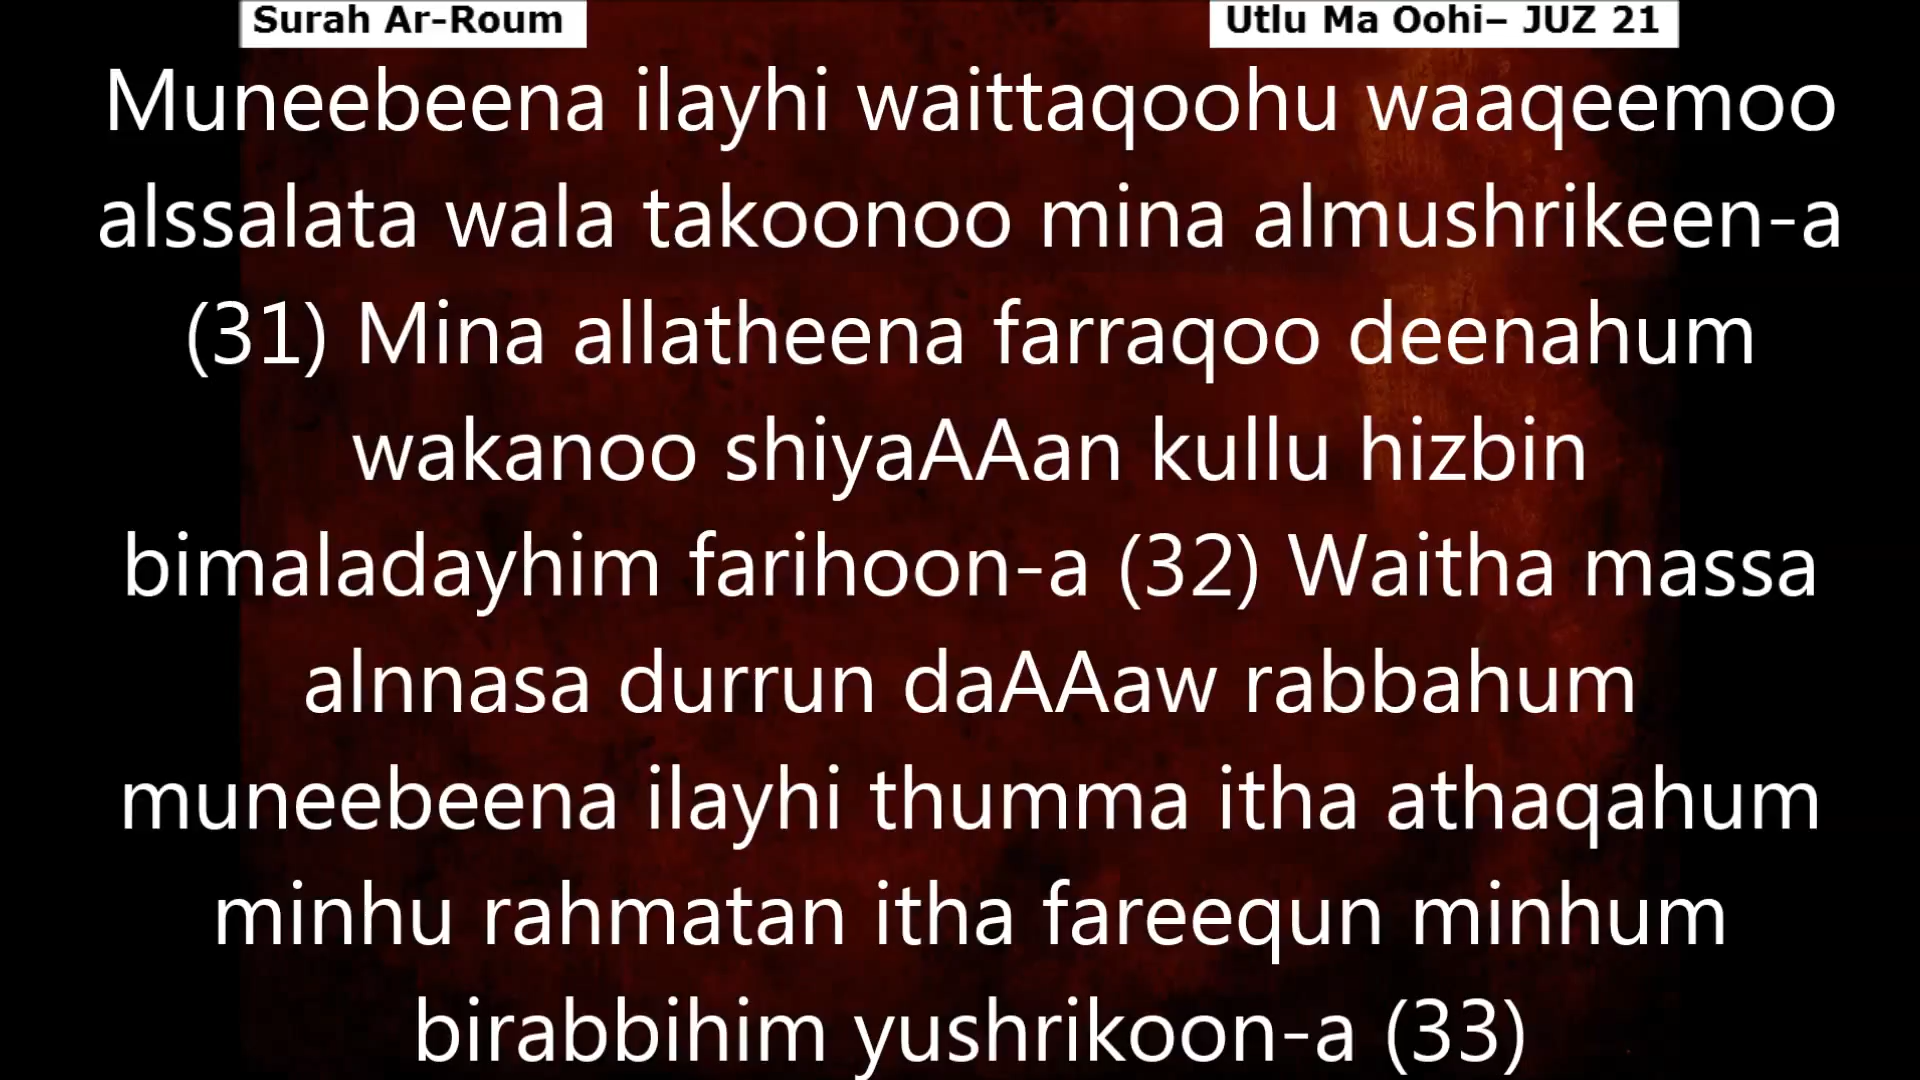 Surah Ar-Roum
Utlu Ma Oohi– JUZ 21
Muneebeena ilayhi waittaqoohu waaqeemoo
alssalata wala takoonoo mina almushrikeen-a
(31) Mina allatheena farraqoo deenahum
wakanoo shiyaAAan kullu hizbin
bimaladayhim farihoon-a (32) Waitha massa
alnnasa durrun daAAaw rabbahum
muneebeena ilayhi thumma itha athaqahum
minhu rahmatan itha fareequn minhum
birabbihim yushrikoon-a (33)